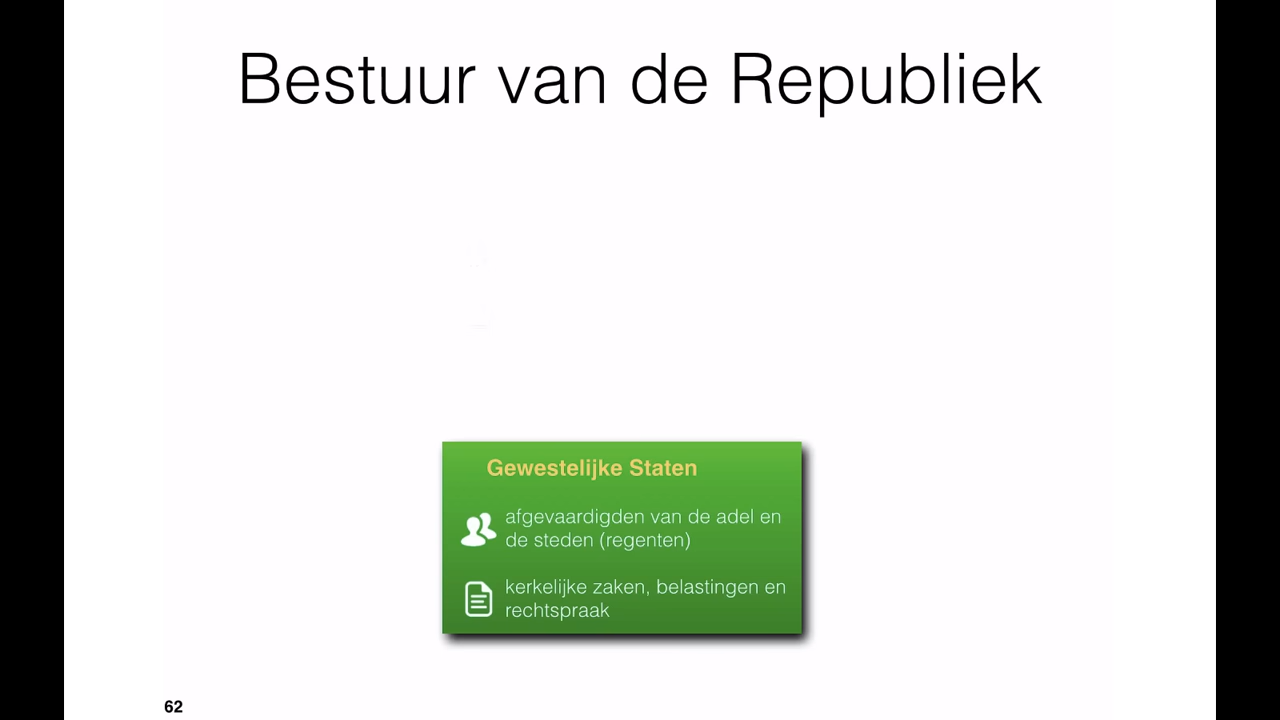 Bestuur van de Republiek
Gewestelijke Staten
afgevaardigden van de adel en
de steden (regenten)
kerkelijke zaken, belastingen en
rechtspraak
62